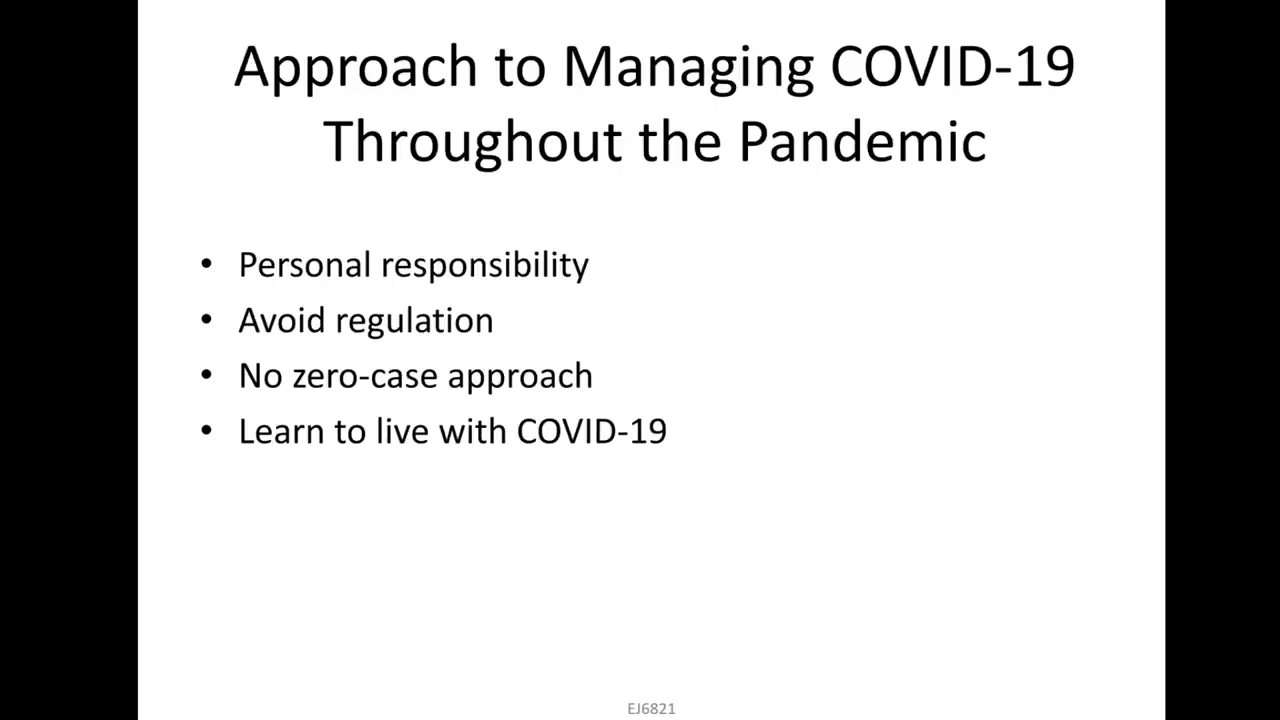 Approach to Managing COVID-19
Throughout the Pandemic
• Personal responsibility
• Avoid regulation
• No zero-case approach
• Learn to live with COVID-19
EJ6821